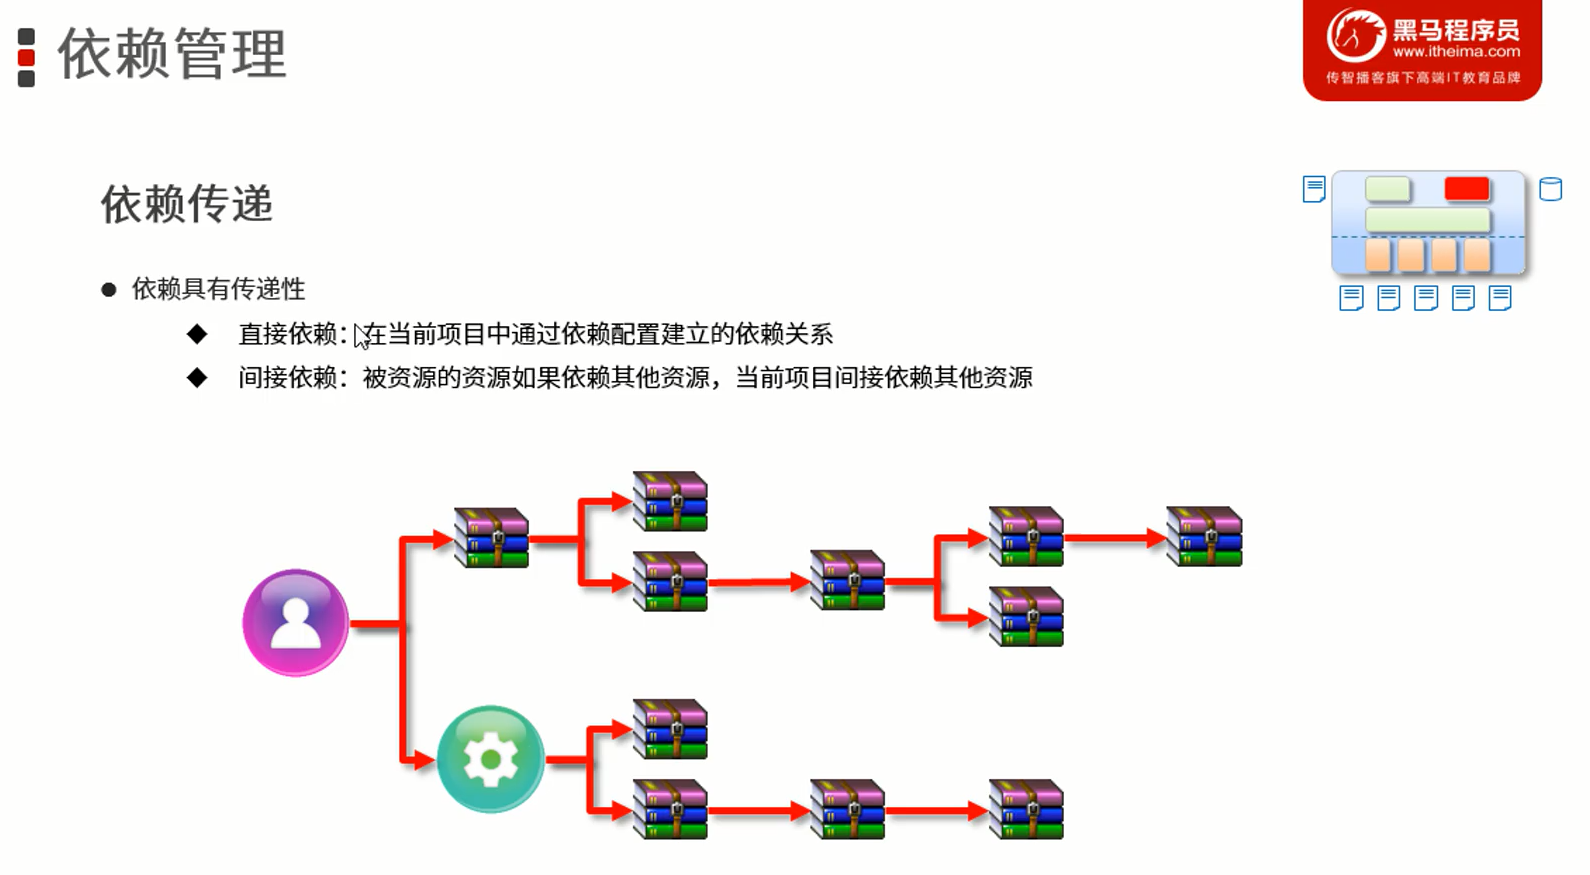 依赖管理
黑马程序员
www.itheima.com
传智播客旗下高端IT教育品牌
依赖传递
依赖具有传递性
直接依赖：在当前项目中通过依赖配置建立的依赖关系
间接依赖：被资源的资源如果依赖其他资源，当前项目间接依赖其他资源